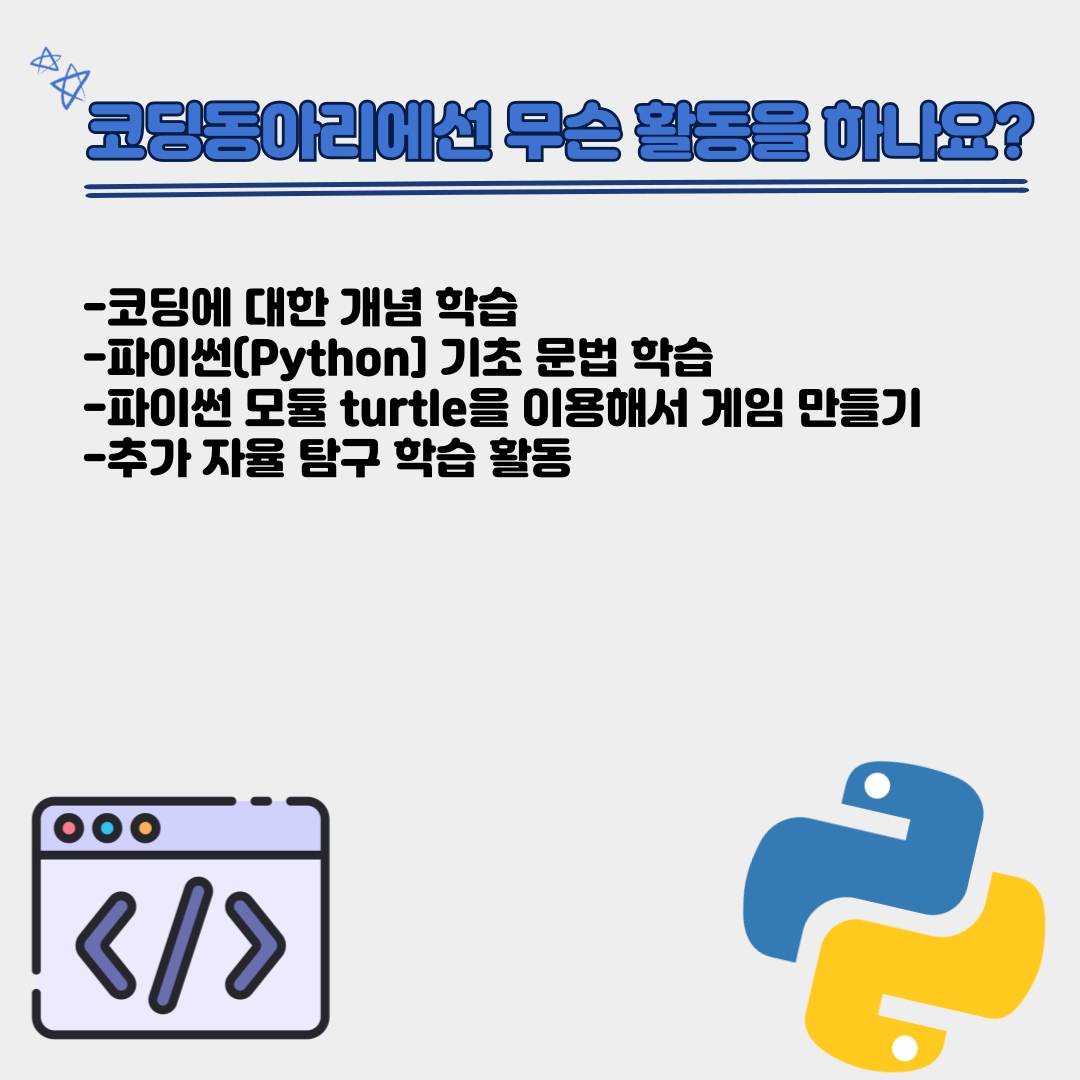 코딩동아리에선 무슨 활동을 하나요?
-코딩에 대한 개념 학습
-파이썬(Python] 기초 문법 학습
-파이썬 모듈 turtle을 이용해서 게임 만들기
-추가 자율 탐구 학습 활동